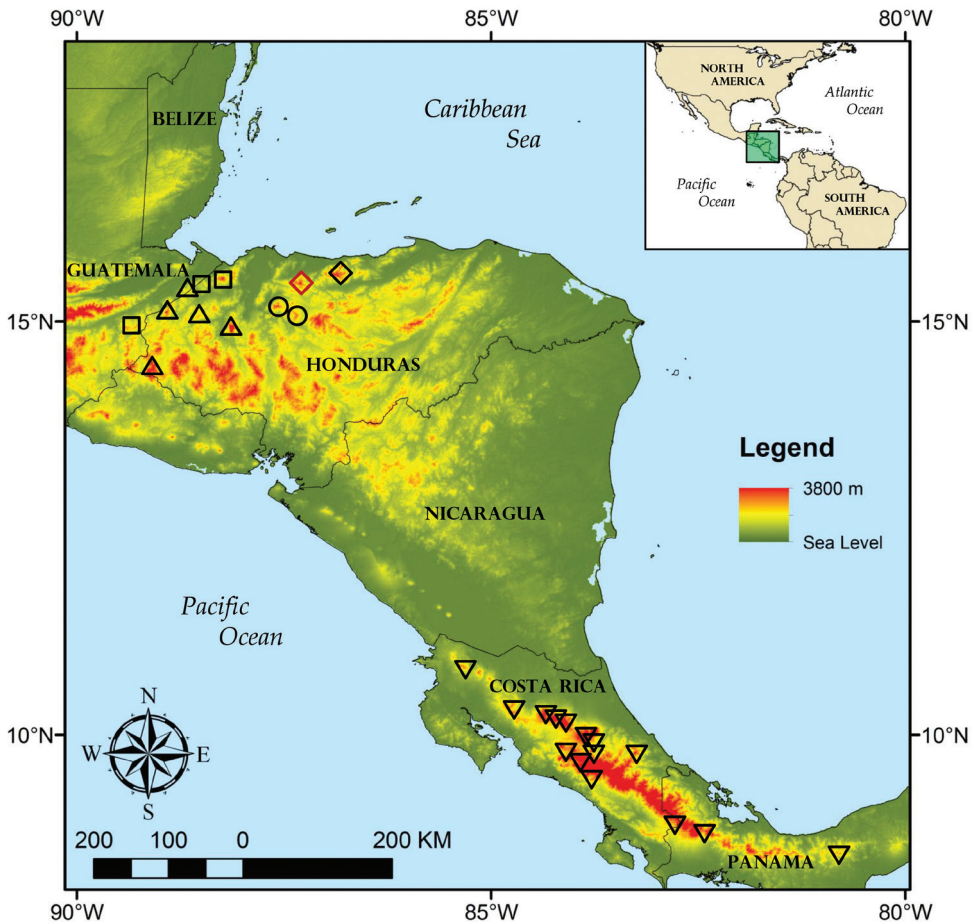 90°W
85°W
80°W
NORTH
AMERICA
Atlantic
Ocean
Pacific
Ocean
SOUTH
AMERICA
Caribbean
Sea
BELIZE
GUATEMALA
15°N
15°N
HONDURAS
Legend
3800 m
Sea Level
NICARAGUA
Pacific
Ocean
COSTA RICA
N
W
E
S
10°N
10°N
200
100
0
200 KM
PANAMA
90°W
85°W
80°W